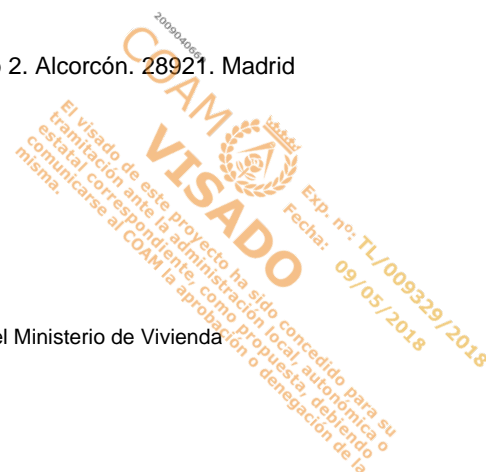 2009040661
2. Alcorcón. 28921. Madrid
COAM
VISADO
Exp. nº: TL/009329/2018
Fecha: 09/05/2018
El visado de este proyecto ha sido concedido para su
tramitación ante la administración local, autonómica o
estatal correspondiente, como propuesta, debiendo
comunicarse al COAM la aprobación o denegación de la
misma.
el Ministerio de Vivienda